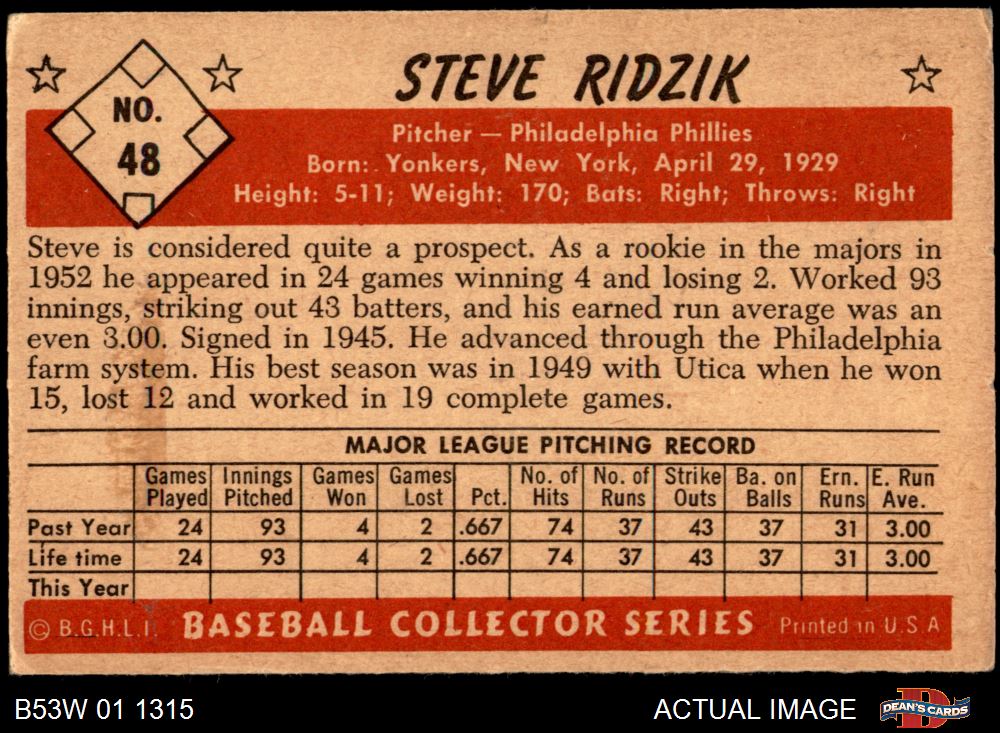 STEVE RIDZIK
NO.
48
Pitcher — Philadelphia Phillies
Born: Yonkers, New York, April 29, 1929
Height: 5-11; Weight: 170; Bats: Right; Throws: Right
Steve is considered quite a prospect. As a rookie in the majors in
1952 he appeared in 24 games winning 4 and losing 2. Worked 93
innings, striking out 43 batters, and his earned run average was an
even 3.00. Signed in 1945. He advanced through the Philadelphia
farm system. His best season was in 1949 with Utica when he won
15, lost 12 and worked in 19 complete games.
MAJOR LEAGUE PITCHING RECORD
Games Innings Games Games No. of No. of Strike Ba. on Ern. E. Run
Played Pitched Won Lost Pct. Hits Runs Outs Balls Runs Ave.
Past Year 24 93 4 2 .667 74 37 43 37 31 3.00
Life time 24 93 4 2 .667 74 37 43 37 31 3.00
This Year
© B.G.H.L.I. BASEBALL COLLECTOR SERIES Printed in U.S.A
B53W 01 1315 ACTUAL IMAGE DEAN'S CARDS